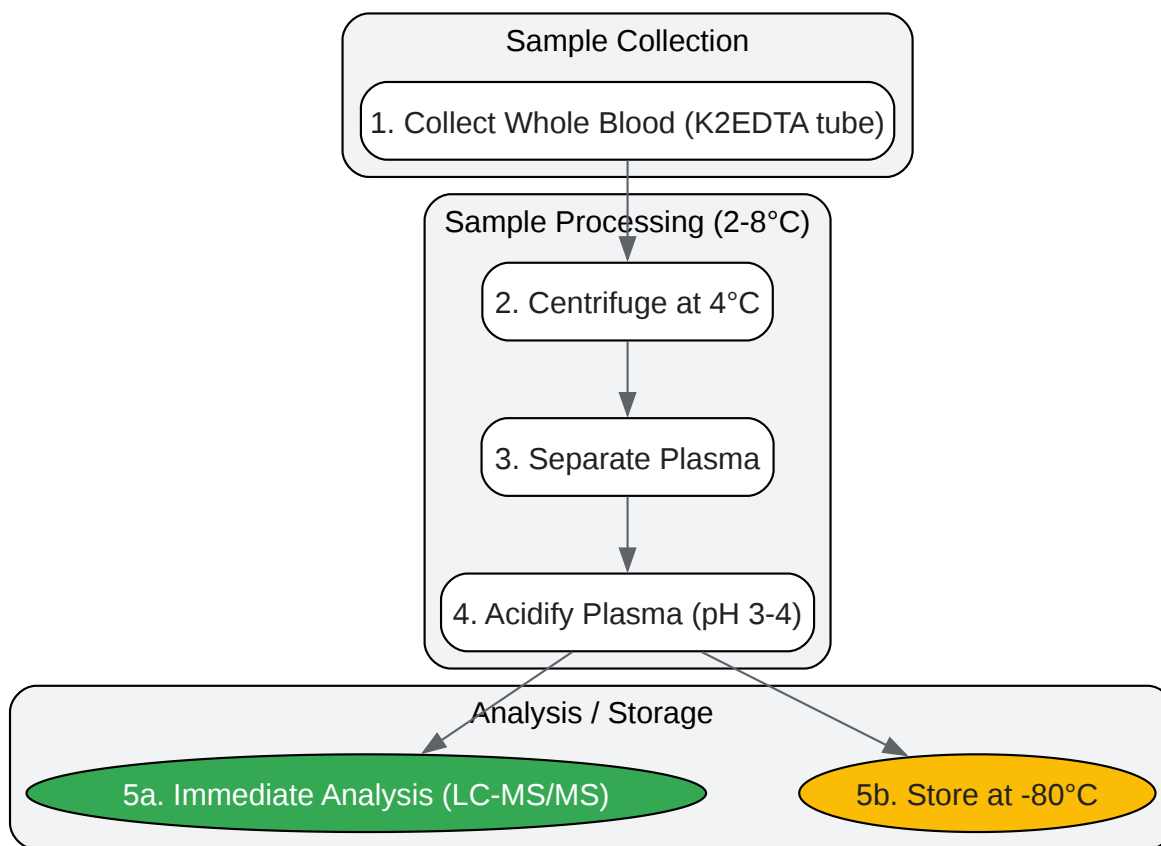 Sample Collection
1. Collect Whole Blood (K2EDTA tube)
Sample Processing (2-8°C)
2. Centrifuge at 4°C
3. Separate Plasma
4. Acidify Plasma (pH 3-4)
Analysis / Storage
5a. Immediate Analysis (LC-MS/MS)
5b. Store at -80°C